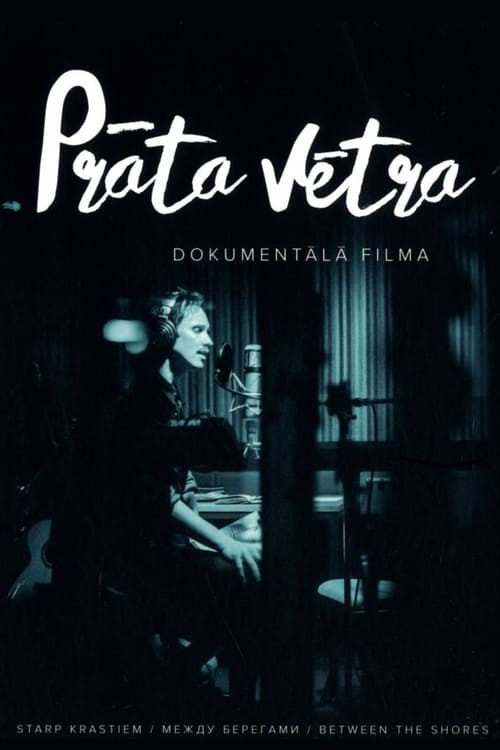 Prāta vētra
DOKUMENTĀLĀ FILMA
STARP KRASTIEM / МЕЖДУ БЕРЕГАМИ / BETWEEN THE SHORES